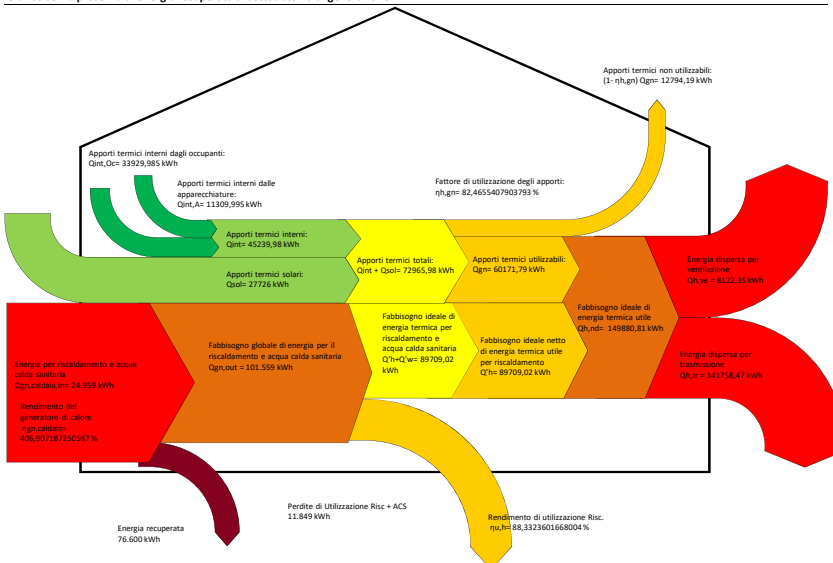 Apporti termici non utilizzabili:
(1- ηh,gn) Qgn= 12794,19 kWh
Apporti termici interni dagli occupanti:
Qint,Oc= 33929,985 kWh
Apporti termici interni dalle
apparecchiature:
Qint,A= 11309,995 kWh
Fattore di utilizzazione degli apporti:
ηh,gn= 82,4655407903793 %
Apporti termici interni:
Qint= 45239,98 kWh
Apporti termici solari:
Qsol= 27726 kWh
Apporti termici totali:
Qint + Qsol= 72965,98 kWh
Apporti termici utilizzabili:
Qgn= 60171,79 kWh
Energia dispersa per
ventilazione
Qh,ve = 8122,35 kWh
Fabbisogno ideale di
energia termica utile
Qh,nd= 149880,81 kWh
Fabbisogno ideale di
energia termica per
riscaldamento e
acqua calda sanitaria
Q'h+Q'w= 89709,02
kWh
Fabbisogno ideale netto
di energia termica utile
per riscaldamento
Q'h= 89709,02 kWh
Fabbisogno globale di energia per il
riscaldamento e acqua calda sanitaria
Qgn,out = 101.559 kWh
Energia dispersa per
trasmissione
Qh,tr = 141758,47 kWh
Energia per riscaldamento e acqua
calda sanitaria
Qgn,caldaia,in= 24.959 kWh
Rendimento del
generatore di calore
ηgn,caldaia=
406,907187250587 %
Perdite di Utilizzazione Risc + ACS
11.849 kWh
Rendimento di utilizzazione Risc.
ηu,h= 88,3323601668004 %
Energia recuperata
76.600 kWh